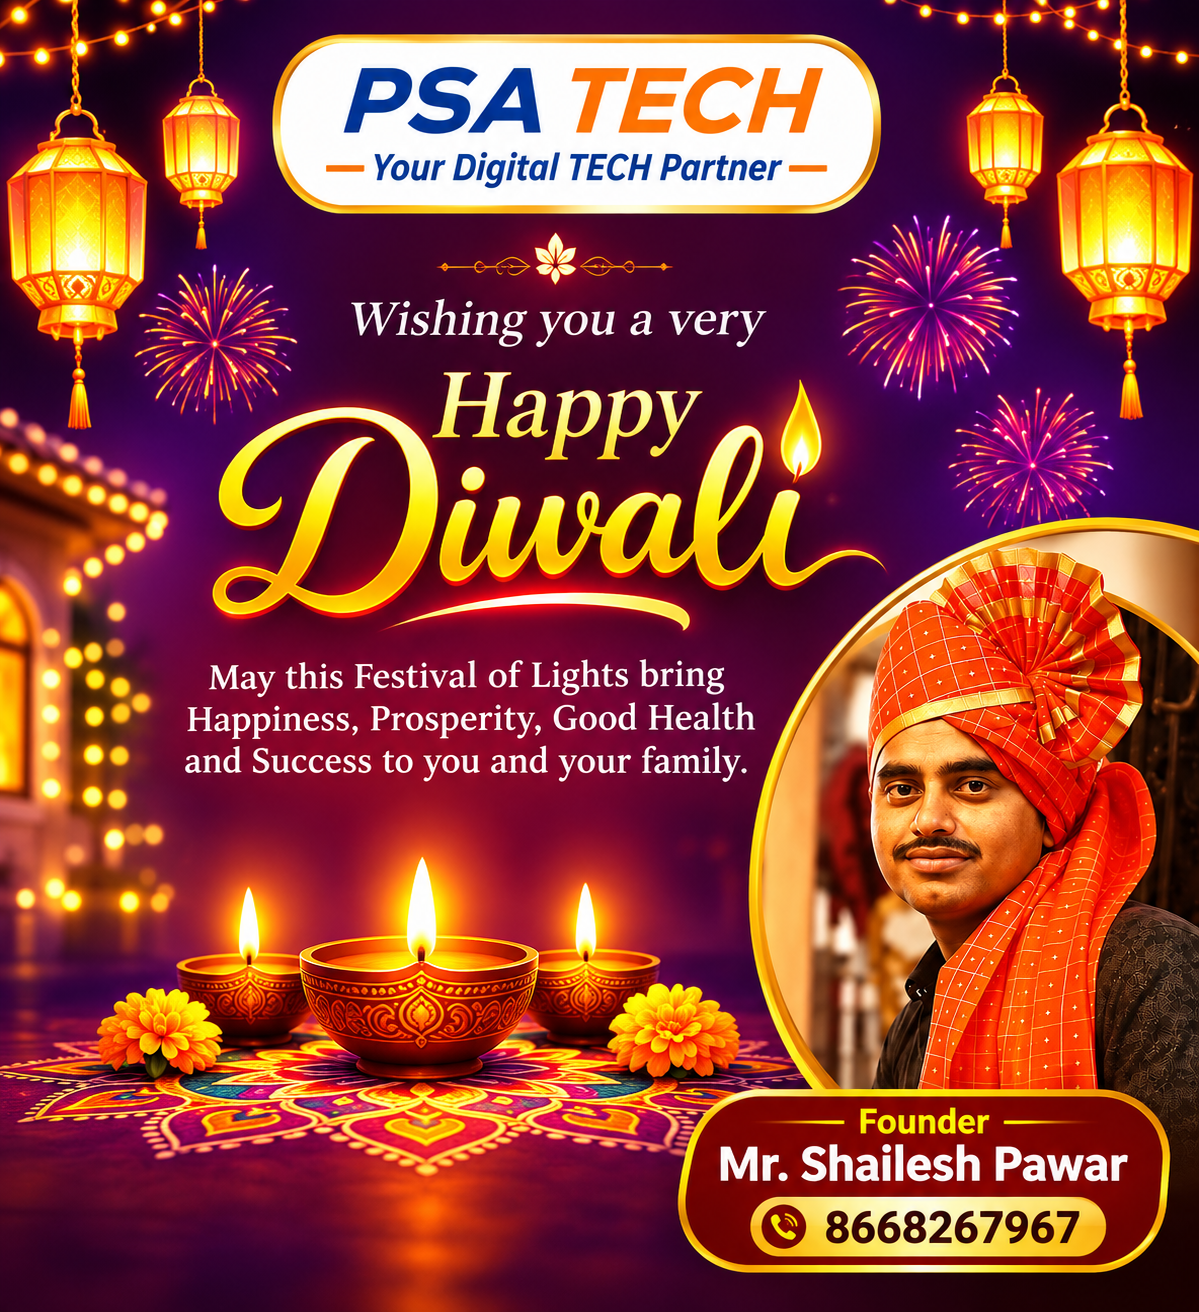 PSA TECH
Your Digital TECH Partner
Wishing you a very
Happy
Diwali
May this Festival of Lights bring
Happiness, Prosperity, Good Health
and Success to you and your family.
Founder
Mr. Shailesh Pawar
8668267967